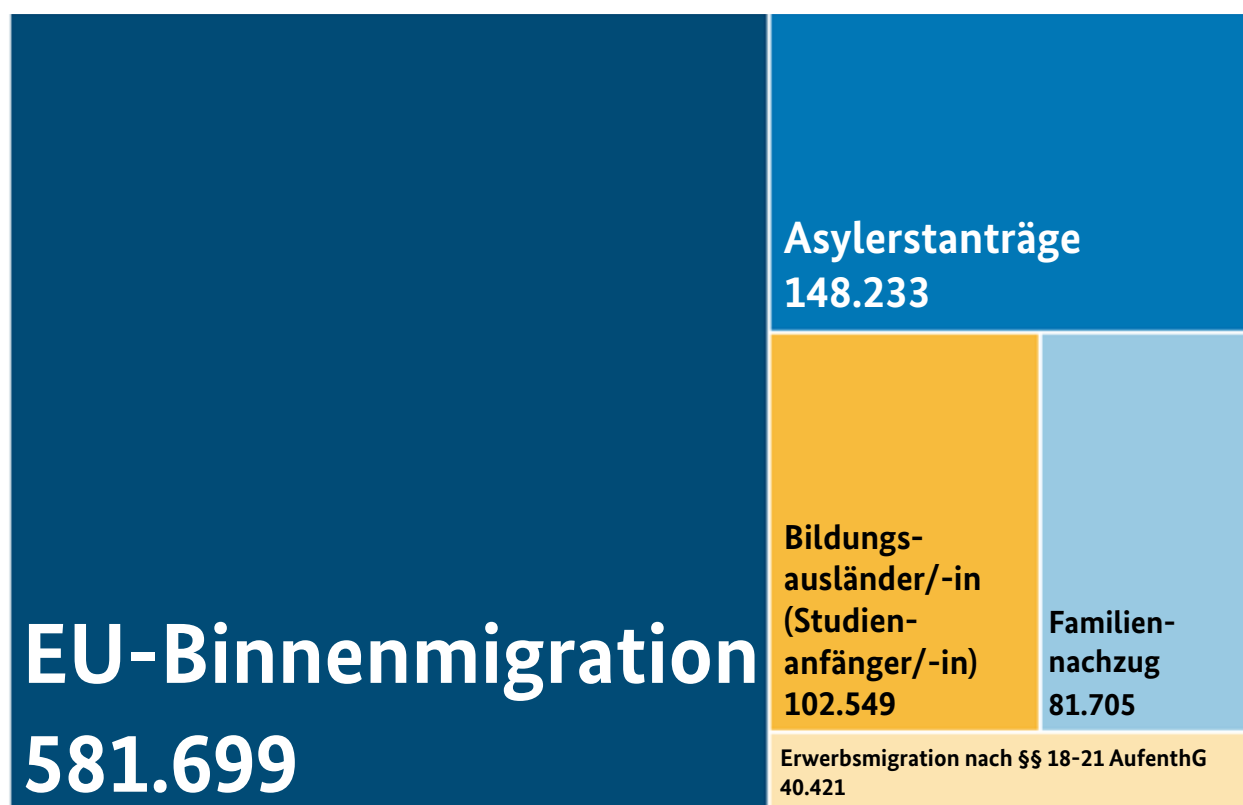 EU-Binnenmigration
581.699
Asylerstanträge
148.233
Bildungs-
ausländer/-in
(Studien-
anfänger/-in)
102.549
Familien-
nachzug
81.705
Erwerbsmigration nach §§ 18-21 AufenthG
40.421